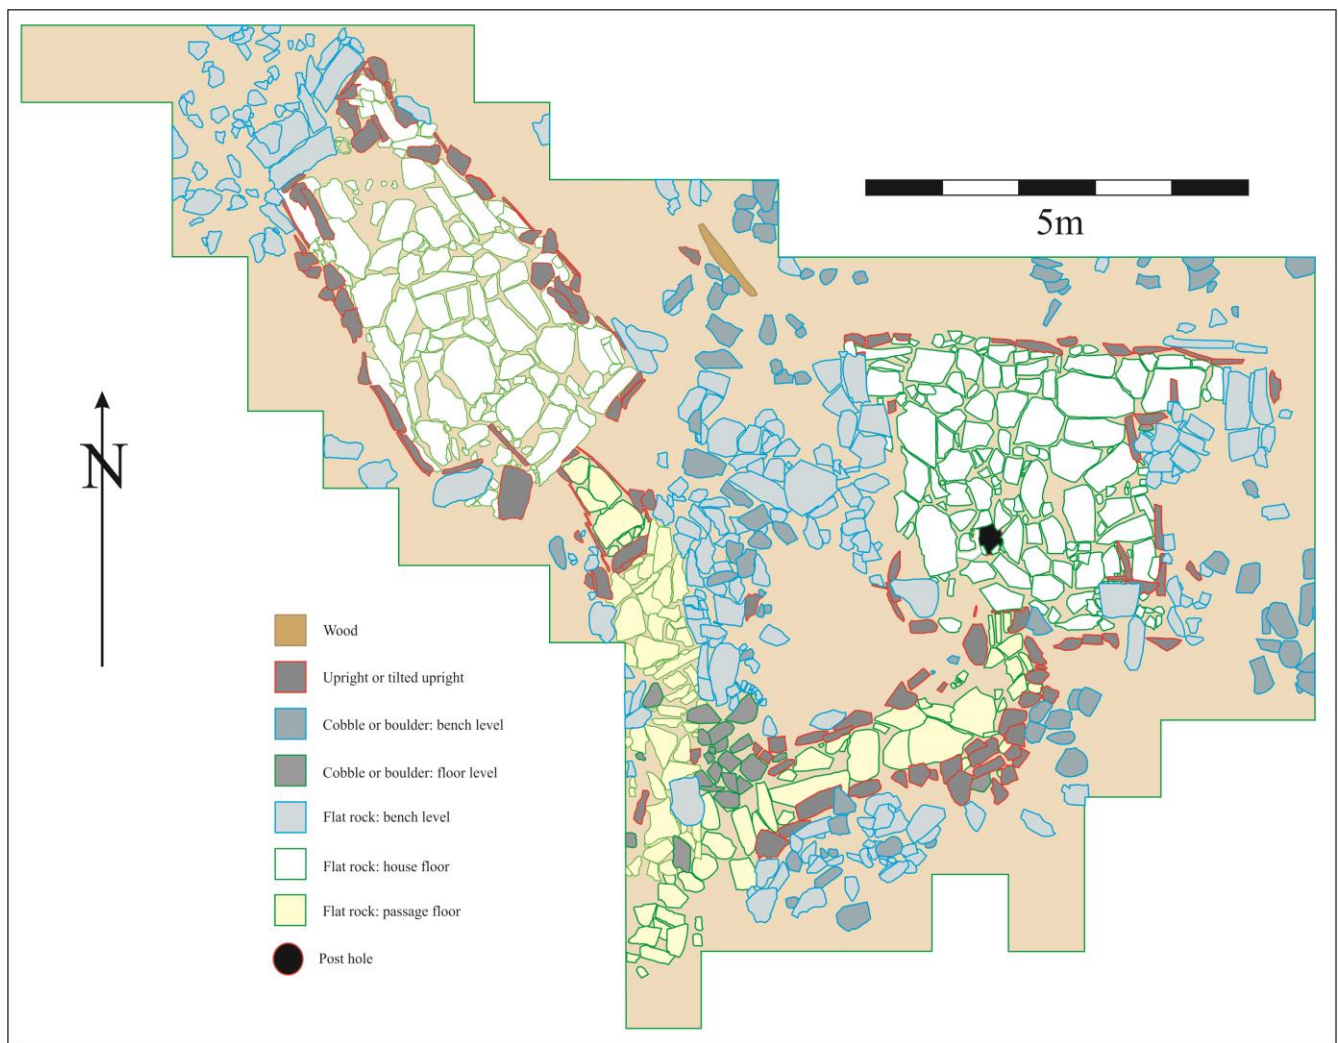 5m
N
Wood
Upright or tilted upright
Cobble or boulder: bench level
Cobble or boulder: floor level
Flat rock: bench level
Flat rock: house floor
Flat rock: passage floor
Post hole